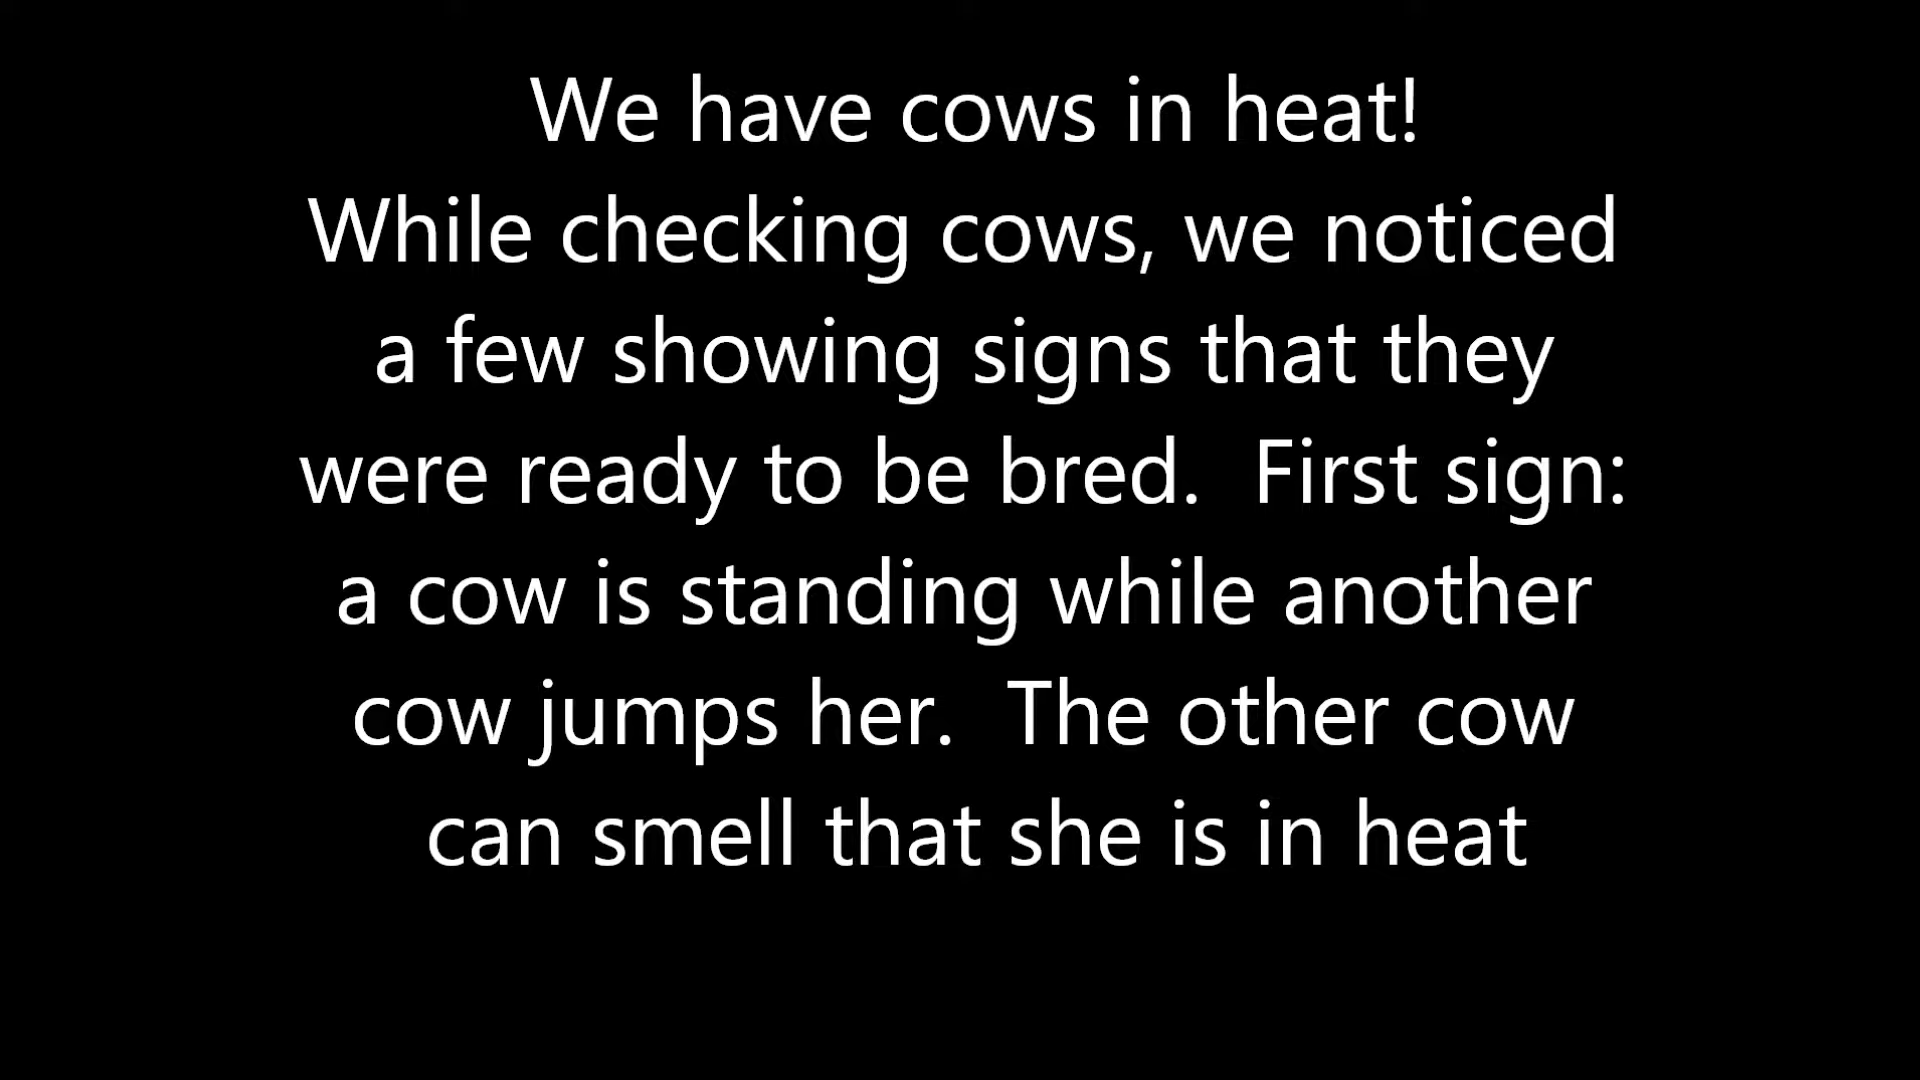 We have cows in heat!
While checking cows, we noticed
a few showing signs that they
were ready to be bred.  First sign:
a cow is standing while another
cow jumps her.  The other cow
can smell that she is in heat